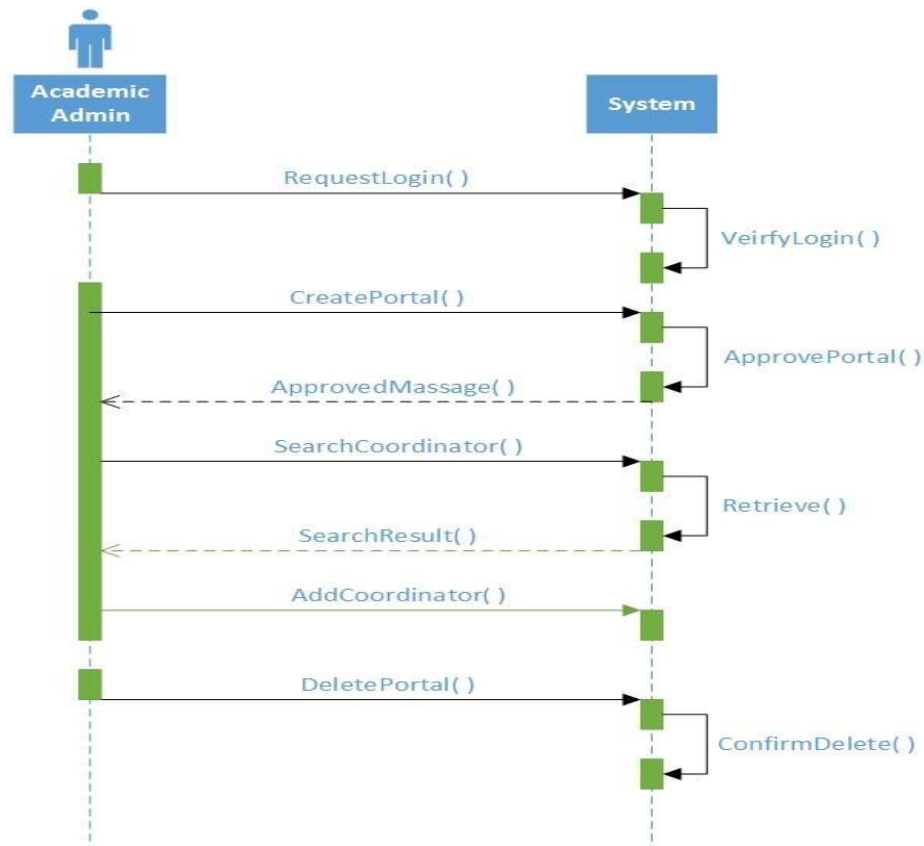 Academic
Admin
System
RequestLogin( )
VeirfyLogin( )
CreatePortal( )
ApprovePortal( )
ApprovedMassage( )
SearchCoordinator( )
Retrieve( )
SearchResult( )
AddCoordinator( )
DeletePortal( )
ConfirmDelete( )